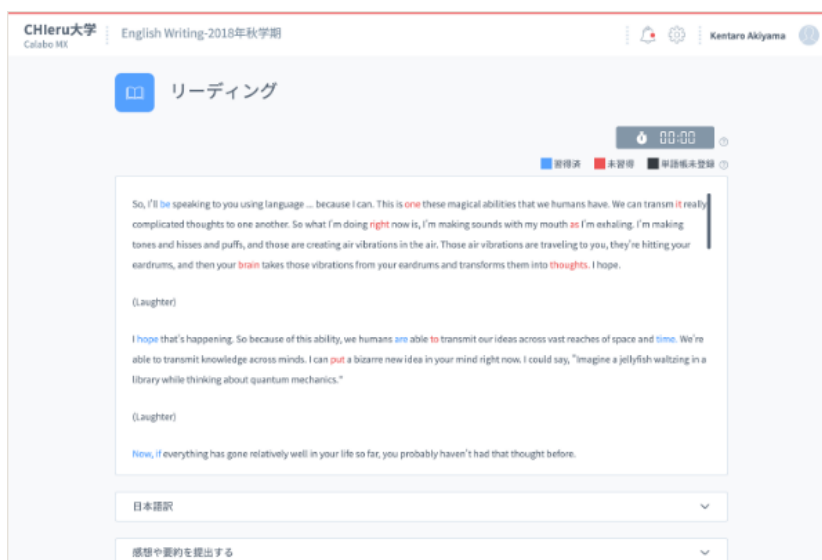 CHIeru大学
Calabo MX
English Writing-2018年秋学期
Kentaro Akiyama
リーディング
00:00
習得済 未習得 単語帳未登録
So, I'll be speaking to you using language ... because I can. This is one these magical abilities that we humans have. We can transm it really
complicated thoughts to one another. So what I'm doing right now is, I'm making sounds with my mouth as I'm exhaling. I'm making
tones and hisses and puffs, and those are creating air vibrations in the air. Those air vibrations are traveling to you, they're hitting your
eardrums, and then your brain takes those vibrations from your eardrums and transforms them into thoughts. I hope.
(Laughter)
I hope that's happening. So because of this ability, we humans are able to transmit our ideas across vast reaches of space and time. We're
able to transmit knowledge across minds. I can put a bizarre new idea in your mind right now. I could say, "Imagine a jellyfish waltzing in a
library while thinking about quantum mechanics."
(Laughter)
Now, if everything has gone relatively well in your life so far, you probably haven't had that thought before.
日本語訳
感想や要約を提出する